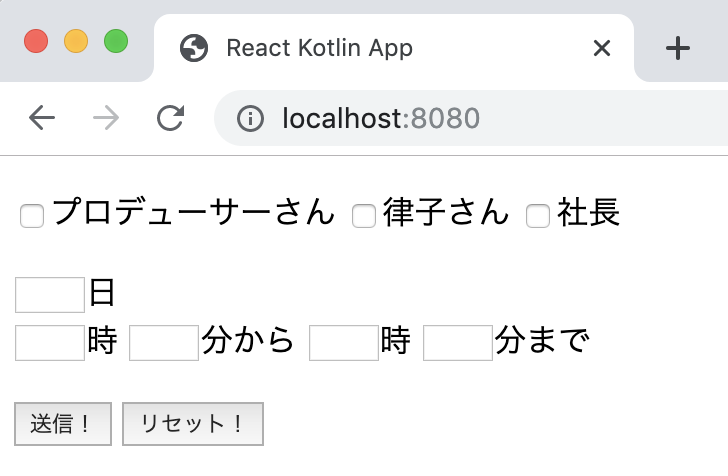 React Kotlin App
localhost:8080
プロデューサーさん 律子さん 社長
日
時 分から 時 分まで
送信！ リセット！